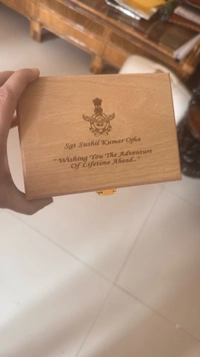 Sgt Sushil Kumar Ojha
"Wishing You The Adventure
Of Lifetime Ahead.."